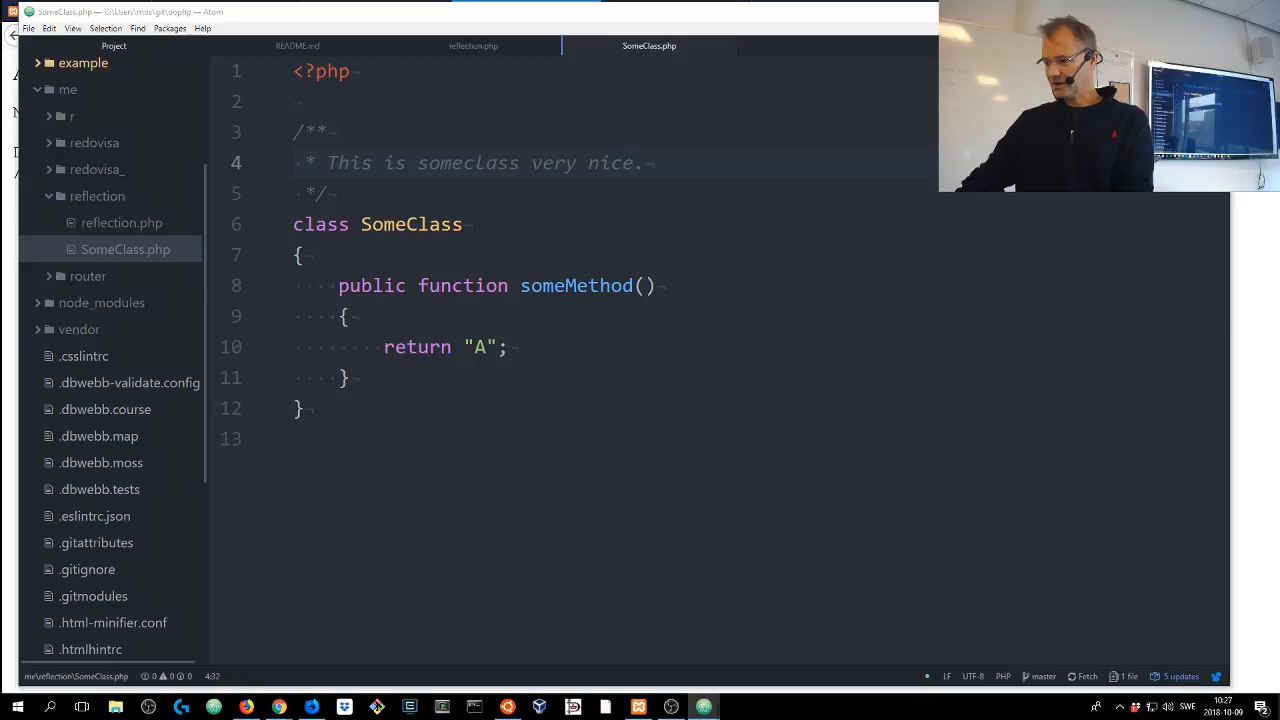 SomeClass.php — C:\Users\mos\git\oophp — Atom
File Edit View Selection Find Packages Help
Project
README.md
reflection.php
SomeClass.php
example
me
r
redovisa
redovisa_
reflection
reflection.php
SomeClass.php
router
node_modules
vendor
.csslintrc
.dbwebb-validate.config
.dbwebb.course
.dbwebb.map
.dbwebb.moss
.dbwebb.tests
.eslintrc.json
.gitattributes
.gitignore
.gitmodules
.html-minifier.conf
.htmlhintrc
1 <?php
2
3 /**
4 * This is someclass very nice.
5 */
6 class SomeClass
7 {
8 public function someMethod()
9 {
10 return "A";
11 }
12 }
13
me\reflection\SomeClass.php 0 0 0 4:32
LF UTF-8 PHP master Fetch 1 file 5 updates
SWE
10:27
2018-10-09
2